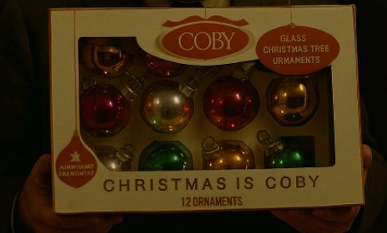 COBY
GLASS
CHRISTMAS TREE
ORNAMENTS
CHRISTMAS IS COBY
12 ORNAMENTS